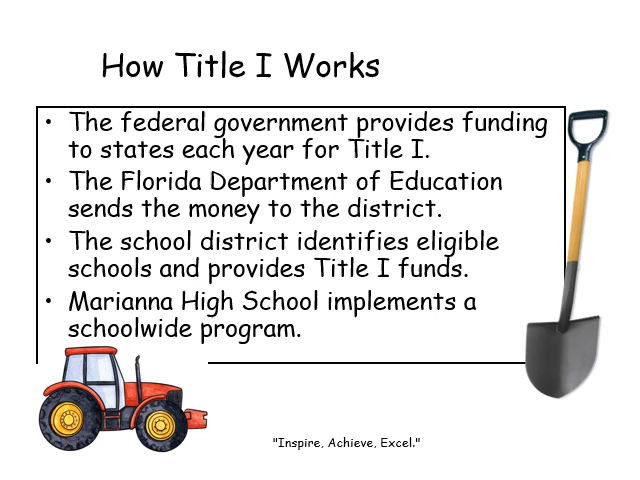 How Title I Works
• The federal government provides funding
to states each year for Title I.
• The Florida Department of Education
sends the money to the district.
• The school district identifies eligible
schools and provides Title I funds.
• Marianna High School implements a
schoolwide program.
"Inspire, Achieve, Excel."